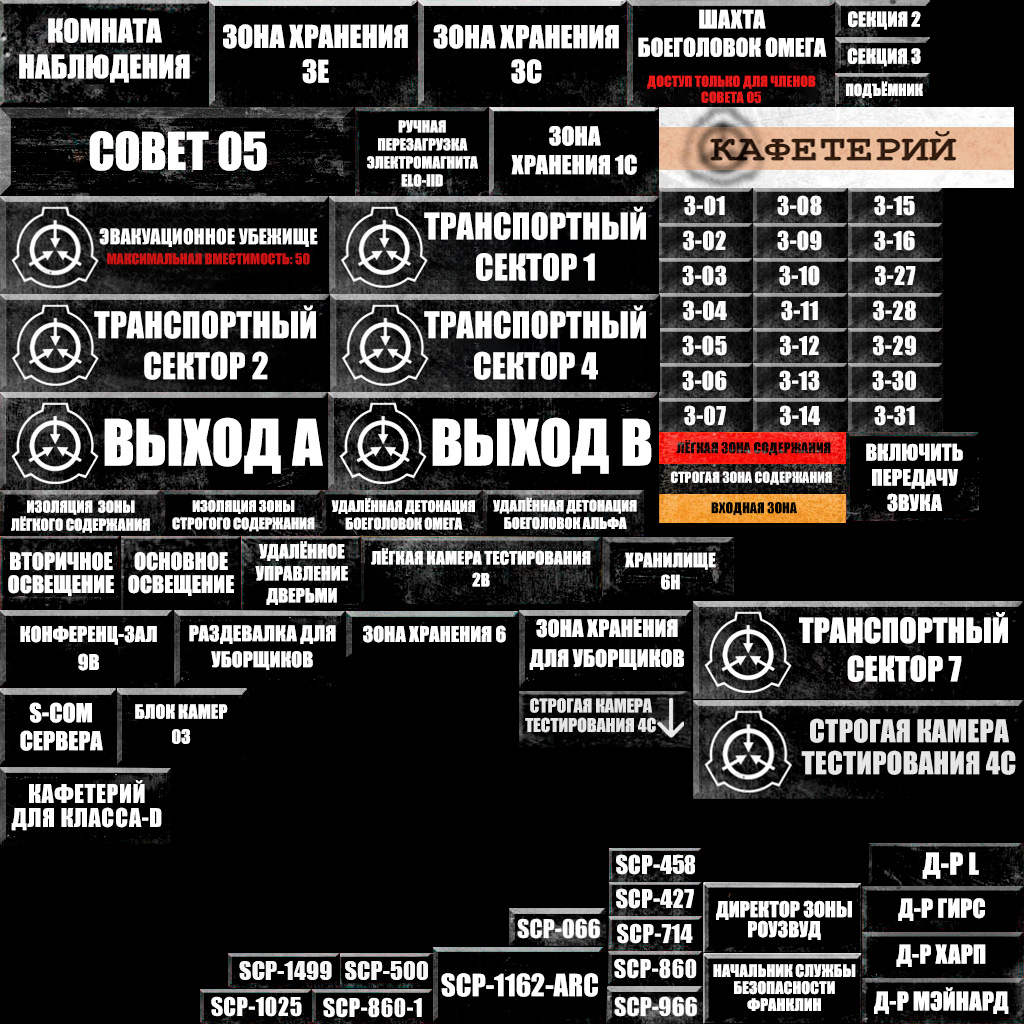 КОМНАТА
НАБЛЮДЕНИЯ
ЗОНА ХРАНЕНИЯ
3E
ЗОНА ХРАНЕНИЯ
3C
ШАХТА
БОЕГОЛОВОК ОМЕГА
ДОСТУП ТОЛЬКО ДЛЯ ЧЛЕНОВ
СОВЕТА 05
СЕКЦИЯ 2
СЕКЦИЯ 3
ПОДЪЁМНИК
СОВЕТ 05
РУЧНАЯ
ПЕРЕЗАГРУЗКА
ЭЛЕКТРОМАГНИТА
ELO-IID
ЗОНА
ХРАНЕНИЯ 1C
КАФЕТЕРИЙ
ЭВАКУАЦИОННОЕ УБЕЖИЩЕ
МАКСИМАЛЬНАЯ ВМЕСТИМОСТЬ: 50
ТРАНСПОРТНЫЙ
СЕКТОР 1
3-01
3-08
3-15
3-02
3-09
3-16
3-03
3-10
3-27
3-04
3-11
3-28
3-05
3-12
3-29
3-06
3-13
3-30
3-07
3-14
3-31
ТРАНСПОРТНЫЙ
СЕКТОР 2
ТРАНСПОРТНЫЙ
СЕКТОР 4
ВЫХОД A
ВЫХОД B
ЛЁГКАЯ ЗОНА СОДЕРЖАНИЯ
СТРОГАЯ ЗОНА СОДЕРЖАНИЯ
ВХОДНАЯ ЗОНА
ВКЛЮЧИТЬ
ПЕРЕДАЧУ
ЗВУКА
ИЗОЛЯЦИЯ ЗОНЫ
ЛЁГКОГО СОДЕРЖАНИЯ
ИЗОЛЯЦИЯ ЗОНЫ
СТРОГОГО СОДЕРЖАНИЯ
УДАЛЁННАЯ ДЕТОНАЦИЯ
БОЕГОЛОВОК ОМЕГА
УДАЛЁННАЯ ДЕТОНАЦИЯ
БОЕГОЛОВОК АЛЬФА
ВТОРИЧНОЕ
ОСВЕЩЕНИЕ
ОСНОВНОЕ
ОСВЕЩЕНИЕ
УДАЛЁННОЕ
УПРАВЛЕНИЕ
ДВЕРЬМИ
ЛЁГКАЯ КАМЕРА ТЕСТИРОВАНИЯ
2B
ХРАНИЛИЩЕ
6H
КОНФЕРЕНЦ-ЗАЛ
9B
РАЗДЕВАЛКА ДЛЯ
УБОРЩИКОВ
ЗОНА ХРАНЕНИЯ 6
ЗОНА ХРАНЕНИЯ
ДЛЯ УБОРЩИКОВ
ТРАНСПОРТНЫЙ
СЕКТОР 7
S-COM
СЕРВЕРА
БЛОК КАМЕР
03
СТРОГАЯ КАМЕРА
ТЕСТИРОВАНИЯ 4C
СТРОГАЯ КАМЕРА
ТЕСТИРОВАНИЯ 4C
КАФЕТЕРИЙ
ДЛЯ КЛАССА-D
SCP-458
SCP-427
SCP-066
SCP-714
SCP-1499
SCP-500
SCP-1162-ARC
SCP-860
SCP-1025
SCP-860-1
SCP-966
ДИРЕКТОР ЗОНЫ
РОУЗВУД
НАЧАЛЬНИК СЛУЖБЫ
БЕЗОПАСНОСТИ
ФРАНКЛИН
Д-Р L
Д-Р ГИРС
Д-Р ХАРП
Д-Р МЭЙНАРД